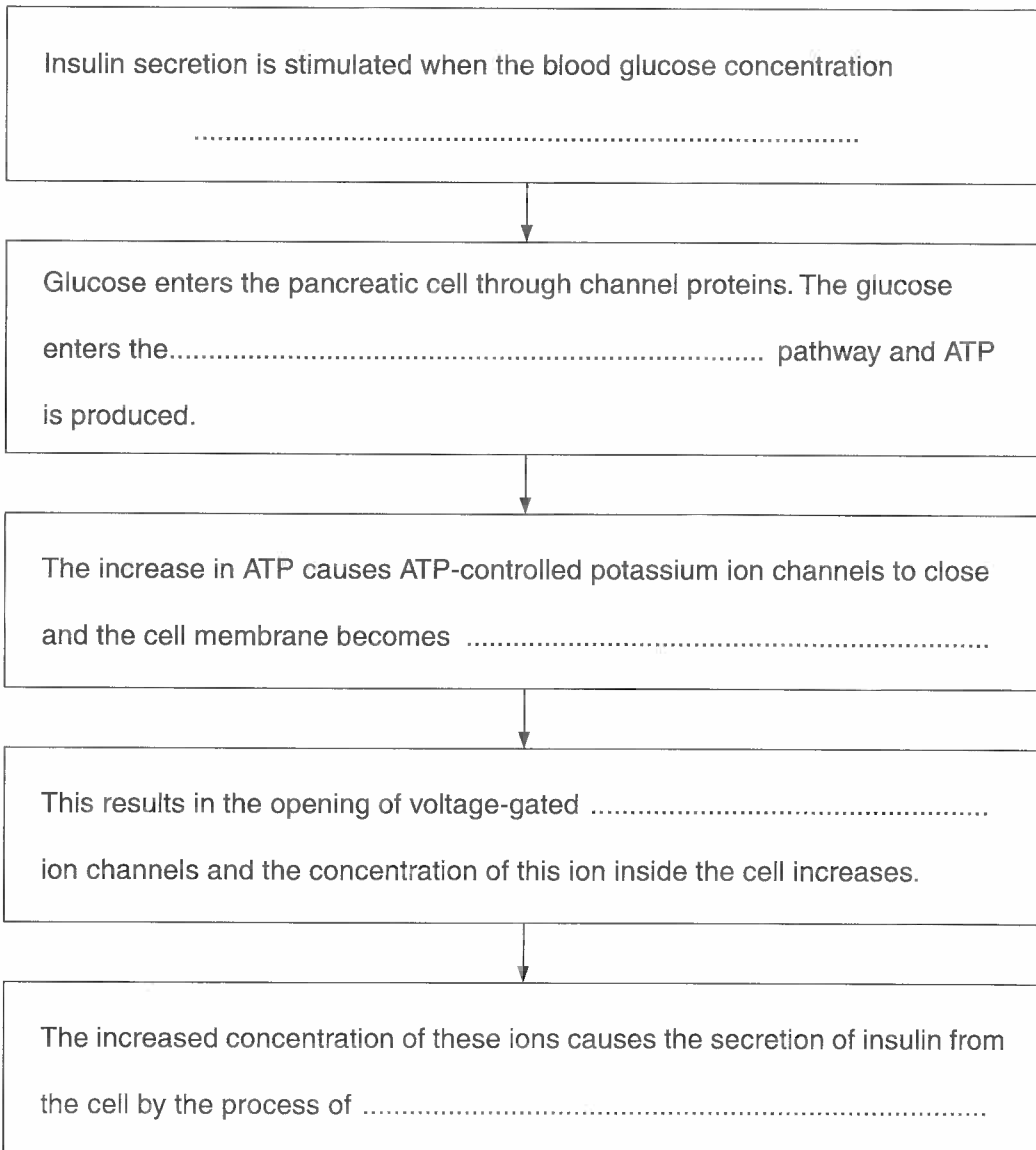 Insulin secretion is stimulated when the blood glucose concentration
................................................................................
Glucose enters the pancreatic cell through channel proteins. The glucose
enters the........................................................................ pathway and ATP
is produced.
The increase in ATP causes ATP-controlled potassium ion channels to close
and the cell membrane becomes ................................................................
This results in the opening of voltage-gated ................................................
ion channels and the concentration of this ion inside the cell increases.
The increased concentration of these ions causes the secretion of insulin from
the cell by the process of ............................................................................